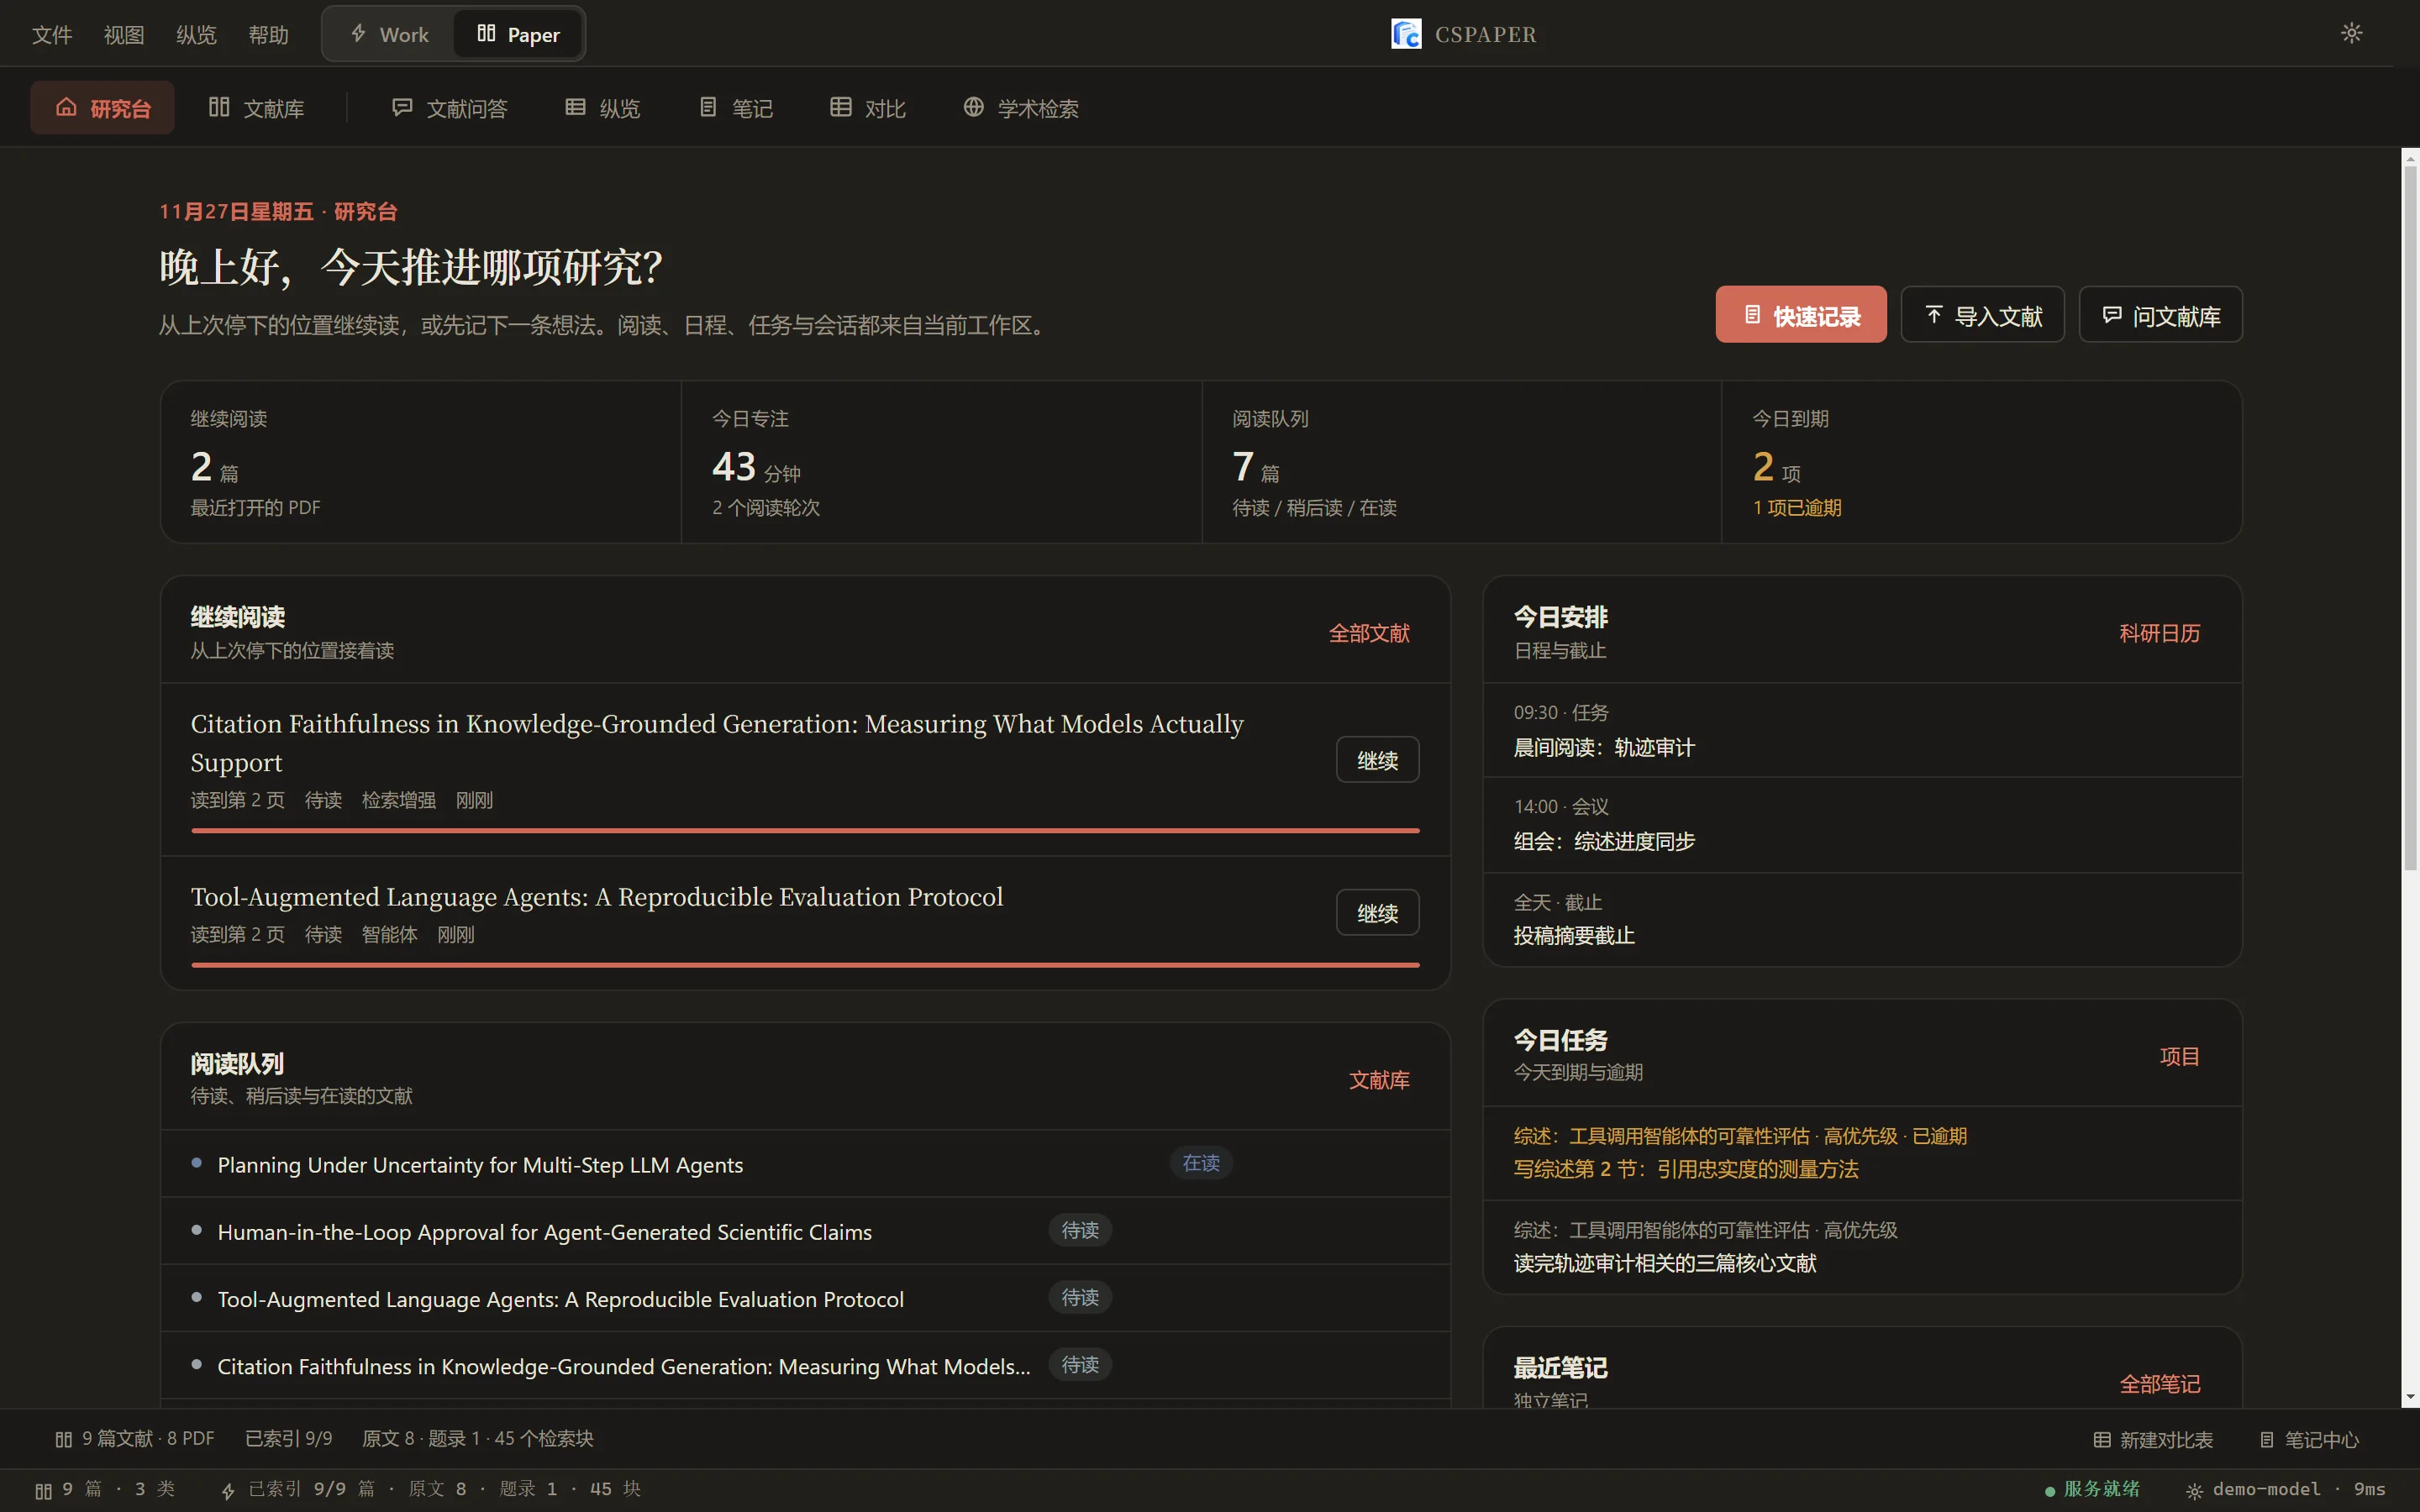 文件 视图 纵览 帮助 Work Paper CSPAPER
研究台 文献库 文献问答 纵览 笔记 对比 学术检索
11月27日星期五 · 研究台
晚上好，今天推进哪项研究？
从上次停下的位置继续读，或先记下一条想法。阅读、日程、任务与会话都来自当前工作区。
快速记录 导入文献 问文献库
继续阅读
2 篇
最近打开的 PDF
今日专注
43 分钟
2 个阅读轮次
阅读队列
7 篇
待读 / 稍后读 / 在读
今日到期
2 项
1 项已逾期
继续阅读
从上次停下的位置接着读
全部文献
Citation Faithfulness in Knowledge-Grounded Generation: Measuring What Models Actually
Support
读到第 2 页 待读 检索增强 刚刚
继续
Tool-Augmented Language Agents: A Reproducible Evaluation Protocol
读到第 2 页 待读 智能体 刚刚
继续
阅读队列
待读、稍后读与在读的文献
文献库
Planning Under Uncertainty for Multi-Step LLM Agents 在读
Human-in-the-Loop Approval for Agent-Generated Scientific Claims 待读
Tool-Augmented Language Agents: A Reproducible Evaluation Protocol 待读
Citation Faithfulness in Knowledge-Grounded Generation: Measuring What Models... 待读
今日安排
日程与截止
科研日历
09:30 · 任务
晨间阅读：轨迹审计
14:00 · 会议
组会：综述进度同步
全天 · 截止
投稿摘要截止
今日任务
今天到期与逾期
项目
综述：工具调用智能体的可靠性评估 · 高优先级 · 已逾期
写综述第 2 节：引用忠实度的测量方法
综述：工具调用智能体的可靠性评估 · 高优先级
读完轨迹审计相关的三篇核心文献
最近笔记
独立笔记
全部笔记
9 篇文献 · 8 PDF 已索引 9/9 原文 8 · 题录 1 · 45 个检索块 新建对比表 笔记中心
9 篇 · 3 类 已索引 9/9 篇 · 原文 8 · 题录 1 · 45 块 服务就绪 demo-model · 9ms